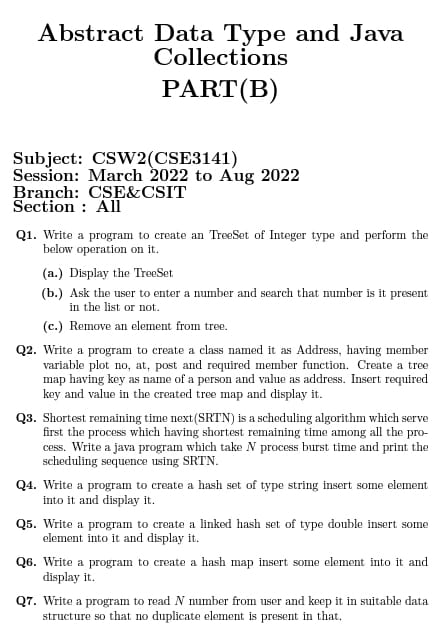 Abstract Data Type and Java
Collections
PART(B)
Subject: CSW2(CSE3141)
Session: March 2022 to Aug 2022
Branch: CSE&CSIT
Section : All
Q1. Write a program to create an TreeSet of Integer type and perform the
below operation on it.
(a.) Display the TreeSet
(b.) Ask the user to enter a number and search that number is it present
in the list or not.
(c.) Remove an element from tree.
Q2. Write a program to create a class named it as Address, having member
variable plot no, at, post and required member function. Create a tree
map having key as name of a person and value as address. Insert required
key and value in the created tree map and display it.
Q3. Shortest remaining time next(SRTN) is a scheduling algorithm which serve
first the process which having shortest remaining time among all the pro-
cess. Write a java program which take N process burst time and print the
scheduling sequence using SRTN.
Q4. Write a program to create a hash set of type string insert some element
into it and display it.
Q5. Write a program to create a linked hash set of type double insert some
element into it and display it.
Q6. Write a program to create a hash map insert some element into it and
display it.
Q7. Write a program to read N number from user and keep it in suitable data
structure so that no duplicate element is present in that.